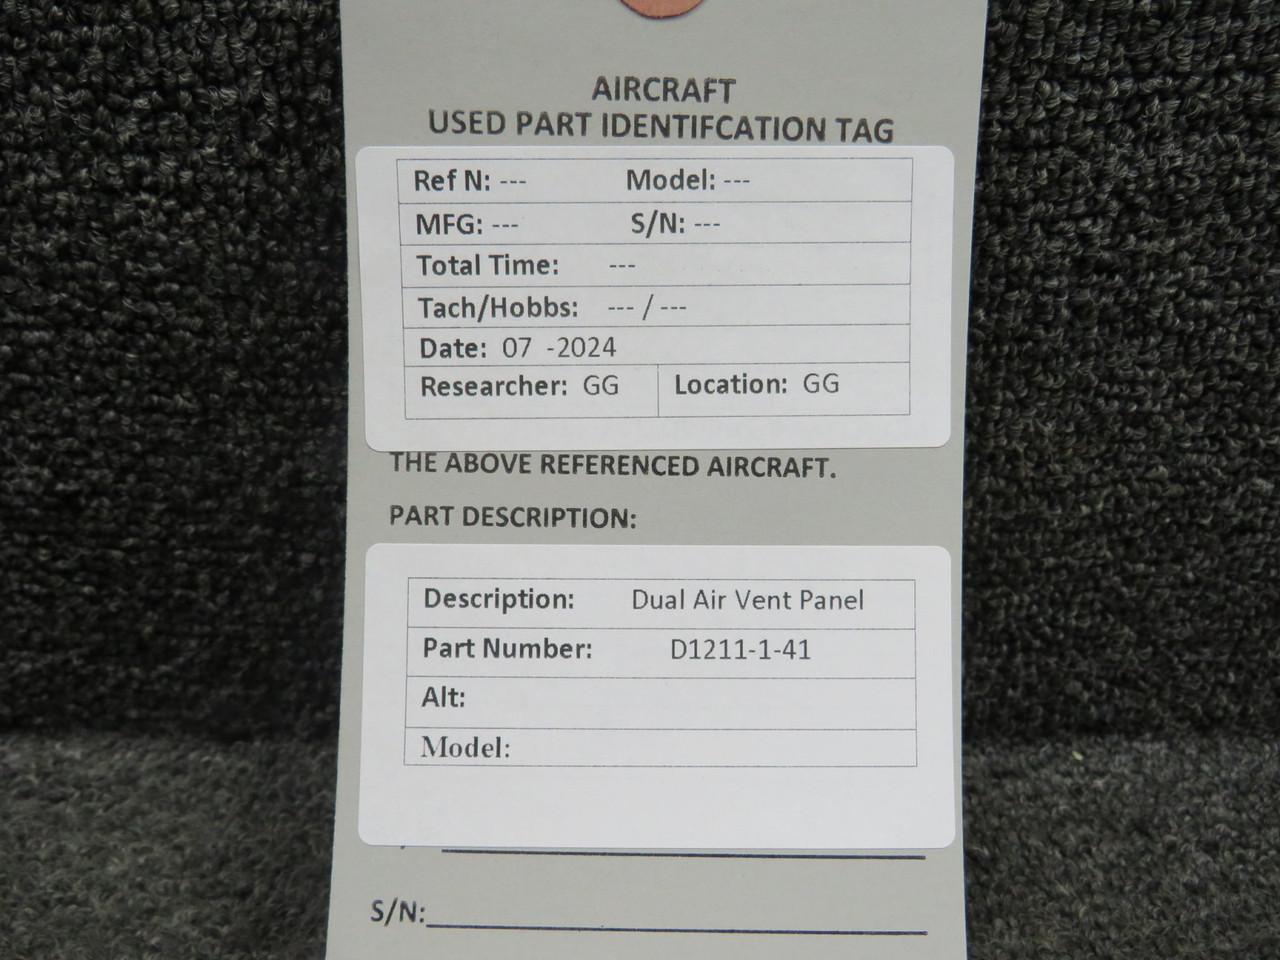 AIRCRAFT
USED PART IDENTIFCATION TAG
Ref N: --- Model: ---
MFG: --- S/N: ---
Total Time: ---
Tach/Hobbs: --- / ---
Date: 07 -2024
Researcher: GG Location: GG
THE ABOVE REFERENCED AIRCRAFT.
PART DESCRIPTION:
Description: Dual Air Vent Panel
Part Number: D1211-1-41
Alt:
Model:
S/N: